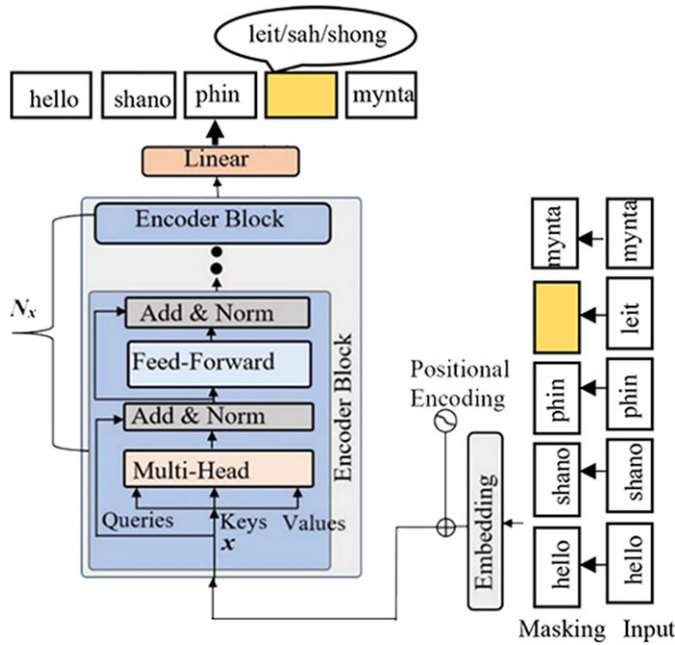 leit/sah/shong
hello shano phin mynta
Linear
Encoder Block
N_x
Add & Norm
Feed-Forward
Add & Norm
Multi-Head
Queries Keys Values
x
Encoder Block
Positional
Encoding
Embedding
mynta mynta
leit
phin phin
shano shano
hello hello
Masking Input